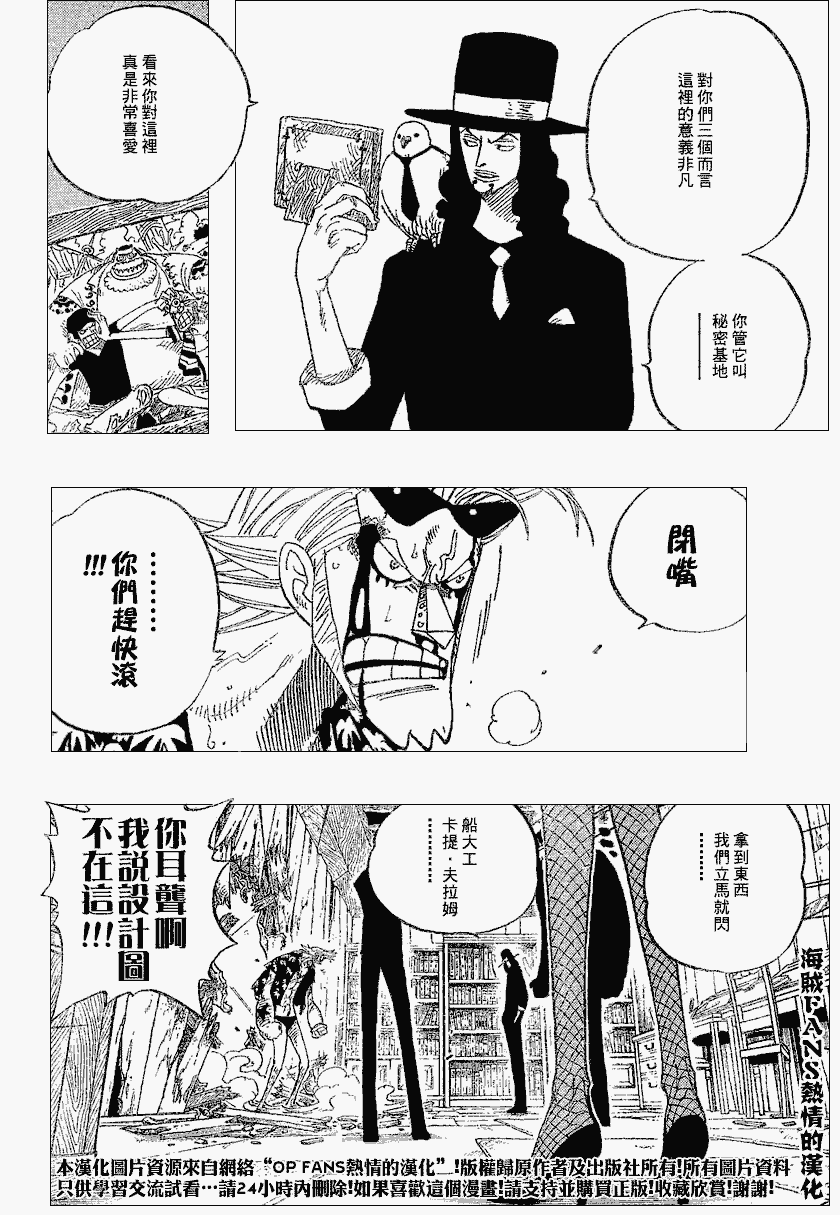 對你們三個而言
這裡的意義非凡
你管它叫
秘密基地
看來你對這裡
真是非常喜愛
閉嘴
………
你們趕快滾
!!!
拿到東西
我們立馬就閃
………
船大工
卡提·夫拉姆
………
你耳聾啊
我說設計圖
不在這!!!
海賊FANS熱情的漢化
本漢化圖片資源來自網絡“OP FANS熱情的漢化”!版權歸原作者及出版社所有!所有圖片資料
只供學習交流試看…請24小時內刪除!如果喜歡這個漫畫!請支持並購買正版!收藏欣賞!謝謝!